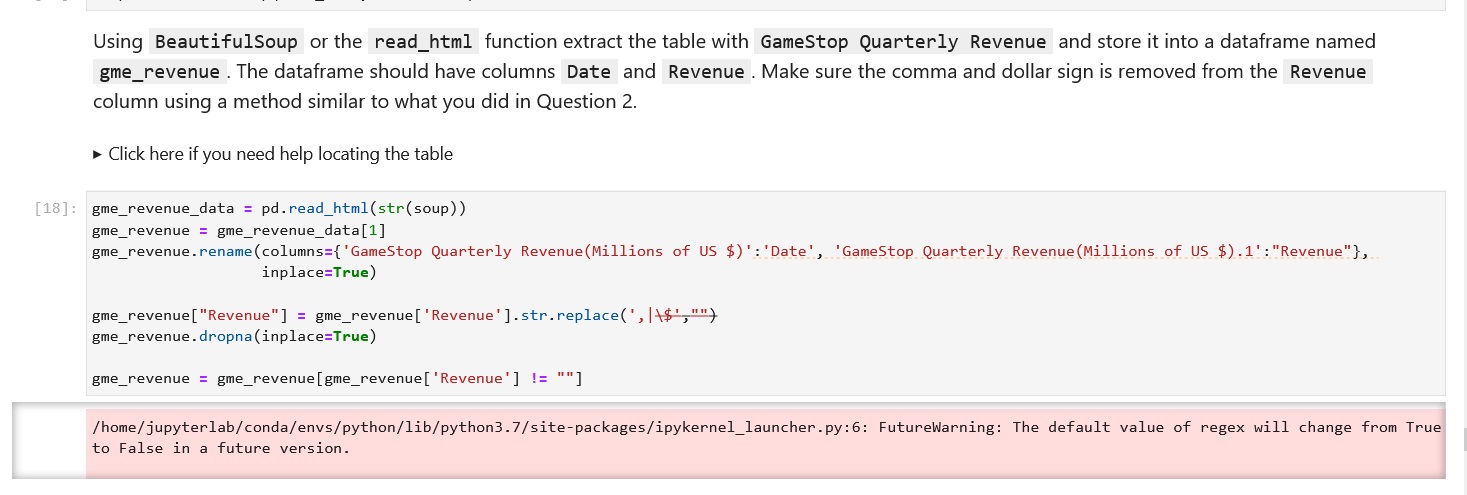 Using BeautifulSoup or the read_html function extract the table with GameStop Quarterly Revenue and store it into a dataframe named
gme_revenue . The dataframe should have columns Date and Revenue . Make sure the comma and dollar sign is removed from the Revenue
column using a method similar to what you did in Question 2.
▸ Click here if you need help locating the table
[18]: gme_revenue_data = pd.read_html(str(soup))
gme_revenue = gme_revenue_data[1]
gme_revenue.rename(columns={'GameStop Quarterly Revenue(Millions of US $)':'Date', 'GameStop Quarterly Revenue(Millions of US $).1':"Revenue"},
inplace=True)
gme_revenue["Revenue"] = gme_revenue['Revenue'].str.replace(',|\$',"")
gme_revenue.dropna(inplace=True)
gme_revenue = gme_revenue[gme_revenue['Revenue'] != ""]
/home/jupyterlab/conda/envs/python/lib/python3.7/site-packages/ipykernel_launcher.py:6: FutureWarning: The default value of regex will change from True
to False in a future version.